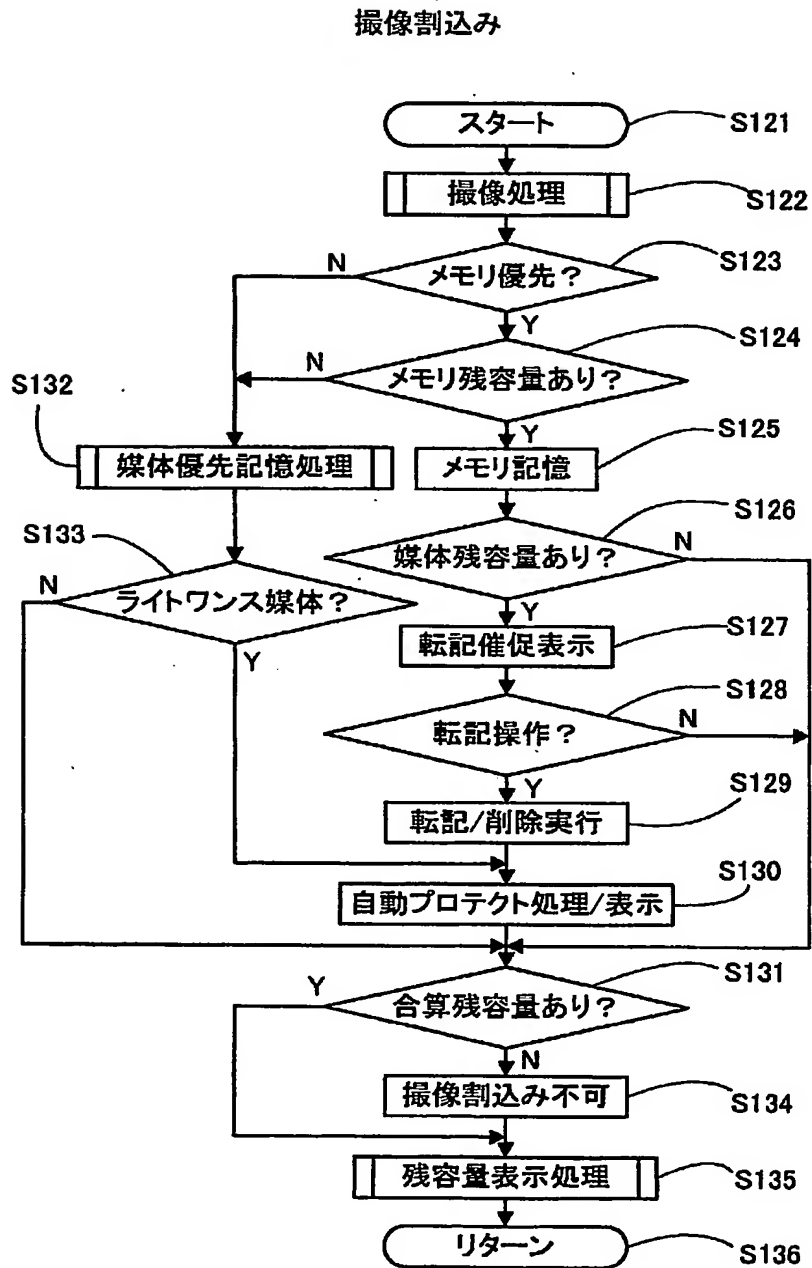 撮像割込み
スタート
S121
撮像処理
S122
N
メモリ優先?
S123
Y
S124
N
メモリ残容量あり?
S132
Y
S125
媒体優先記憶処理
メモリ記憶
S126
S133
媒体残容量あり?
N
N
ライトワンス媒体?
Y
S127
転記催促表示
Y
S128
転記操作?
N
Y
S129
転記/削除実行
S130
自動プロテクト処理/表示
S131
Y
合算残容量あり?
N
撮像割込み不可
S134
残容量表示処理
S135
リターン
S136